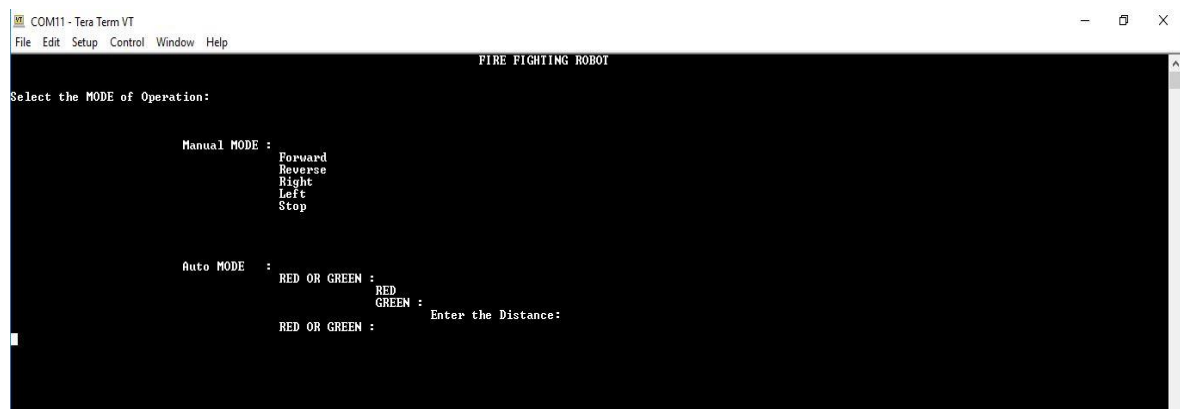 COM11 - Tera Term VT
File Edit Setup Control Window Help
FIRE FIGHTING ROBOT
Select the MODE of Operation:
Manual MODE :
Forward
Reverse
Right
Left
Stop
Auto MODE :
RED OR GREEN :
RED
GREEN :
Enter the Distance:
RED OR GREEN :